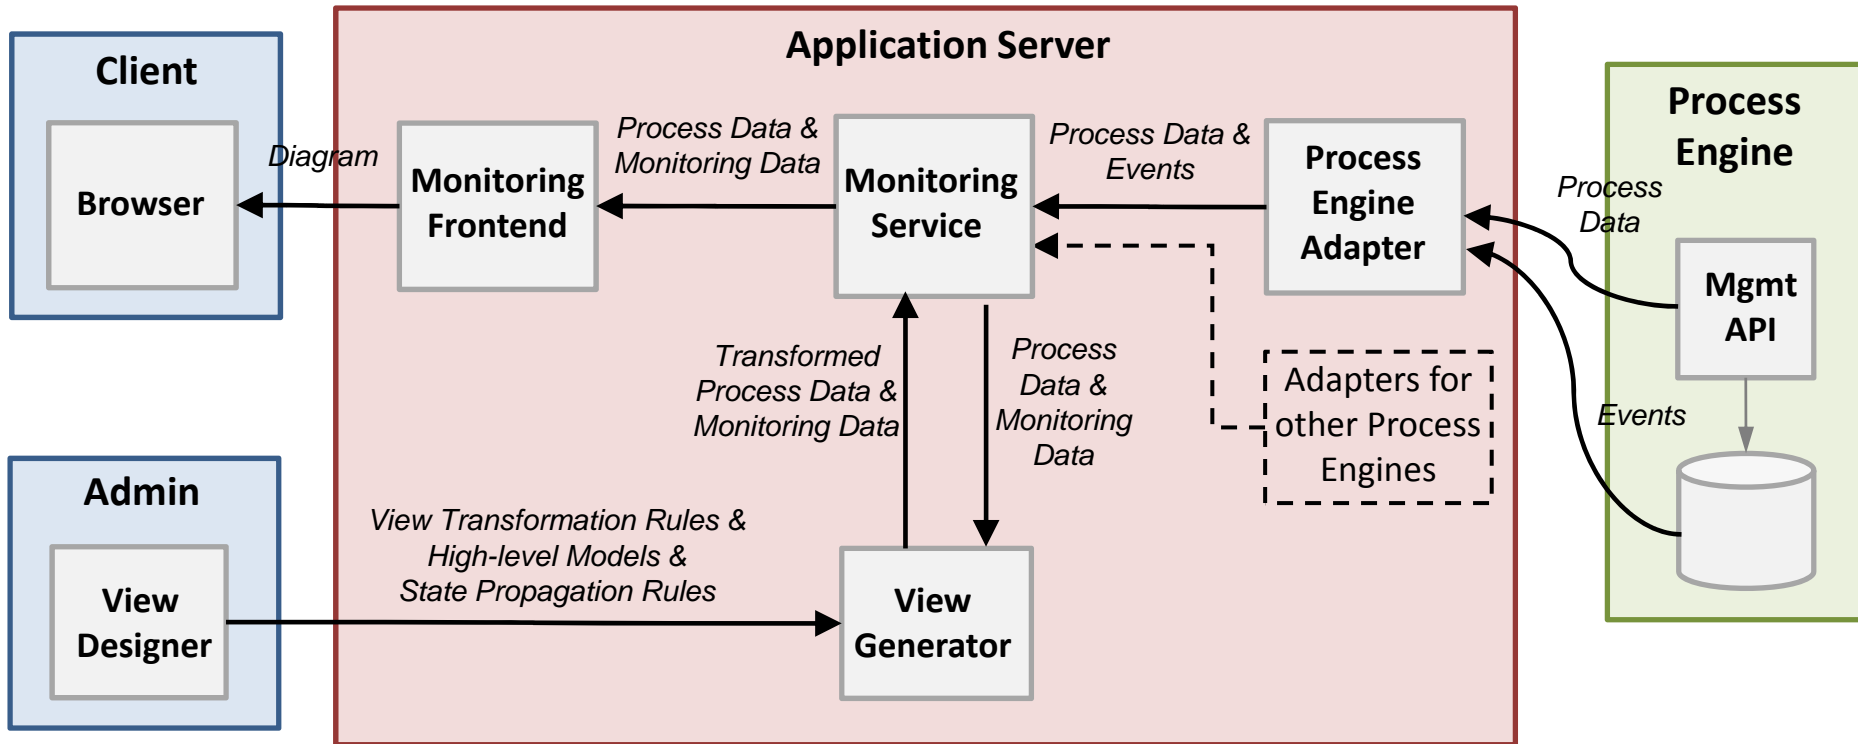 Application Server
Client
Browser
Diagram
Monitoring
Frontend
Process Data &
Monitoring Data
Monitoring
Service
Process Data &
Events
Process
Engine
Adapter
Process
Engine
Process
Data
Mgmt
API
Events
Transformed
Process Data &
Monitoring Data
Process
Data &
Monitoring
Data
Adapters for
other Process
Engines
Admin
View
Designer
View Transformation Rules &
High-level Models &
State Propagation Rules
View
Generator